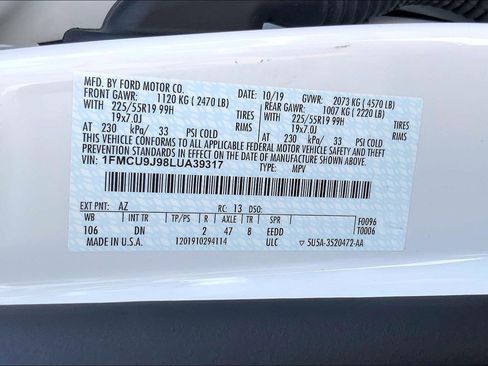 MFD. BY FORD MOTOR CO. 10/19 GVWR: 2073 KG (4570 LB)
FRONT GAWR: 1120 KG (2470 LB) REAR GAWR: 1007 KG (2220 LB)
WITH 225/55R19 99H TIRES WITH 225/55R19 99H TIRES
19x7.0J RIMS 19x7.0J RIMS
AT 230 kPa/ 33 PSI COLD AT 230 kPa/ 33 PSI COLD
THIS VEHICLE CONFORMS TO ALL APPLICABLE FEDERAL MOTOR VEHICLE SAFETY, BUMPER, AND THEFT
PREVENTION STANDARDS IN EFFECT ON THE DATE OF MANUFACTURE SHOWN ABOVE.
VIN: 1FMCU9J98LUA39317 TYPE: MPV
EXT PNT: AZ RC: 13 DSO: F0096
WB INT TR TP/PS R AXLE TR SPR T0006
106 DN 2 47 8 EEDD
MADE IN U.S.A. 1201910294114 ULC 5U5A-3520472-AA